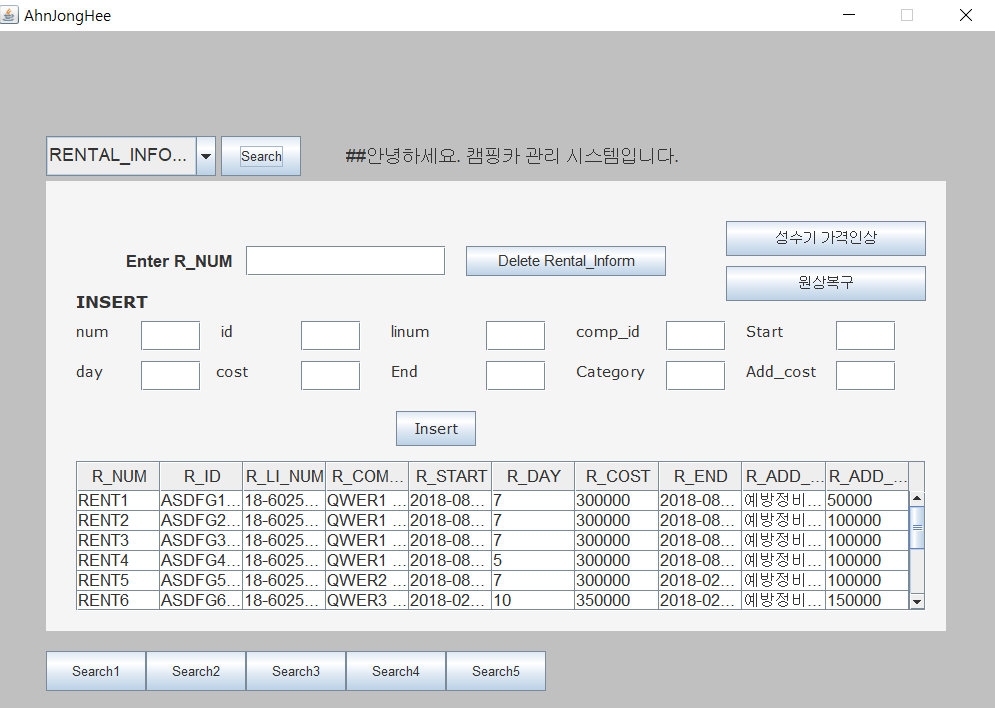 AhnJongHee
RENTAL_INFO... Search ##안녕하세요. 캠핑카 관리 시스템입니다.
성수기 가격인상
Enter R_NUM Delete Rental_Inform
원상복구
INSERT
num id linum comp_id Start
day cost End Category Add_cost
Insert
R_NUM R_ID R_LI_NUM R_COM... R_START R_DAY R_COST R_END R_ADD_... R_ADD_...
RENT1 ASDFG1... 18-6025... QWER1 ... 2018-08... 7 300000 2018-08... 예방정비... 50000
RENT2 ASDFG2... 18-6025... QWER1 ... 2018-08... 7 300000 2018-08... 예방정비... 100000
RENT3 ASDFG3... 18-6025... QWER1 ... 2018-08... 7 300000 2018-08... 예방정비... 100000
RENT4 ASDFG4... 18-6025... QWER1 ... 2018-08... 5 300000 2018-08... 예방정비... 100000
RENT5 ASDFG5... 18-6025... QWER2 ... 2018-08... 7 300000 2018-02... 예방정비... 100000
RENT6 ASDFG6... 18-6025... QWER3 ... 2018-02... 10 350000 2018-02... 예방정비... 150000
Search1 Search2 Search3 Search4 Search5